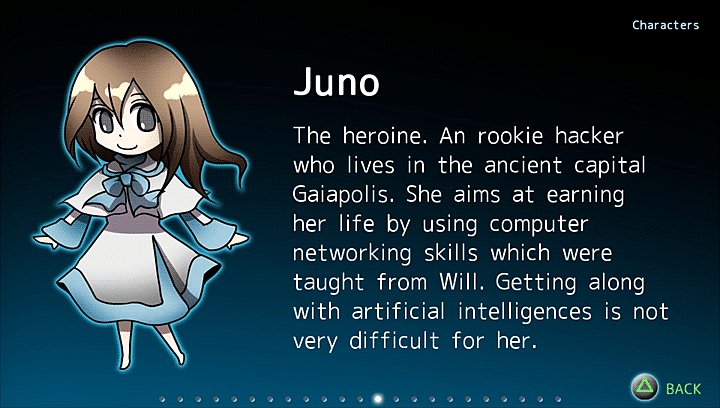 Characters
Juno
The heroine. An rookie hacker
who lives in the ancient capital
Gaiapolis. She aims at earning
her life by using computer
networking skills which were
taught from Will. Getting along
with artificial intelligences is not
very difficult for her.
BACK